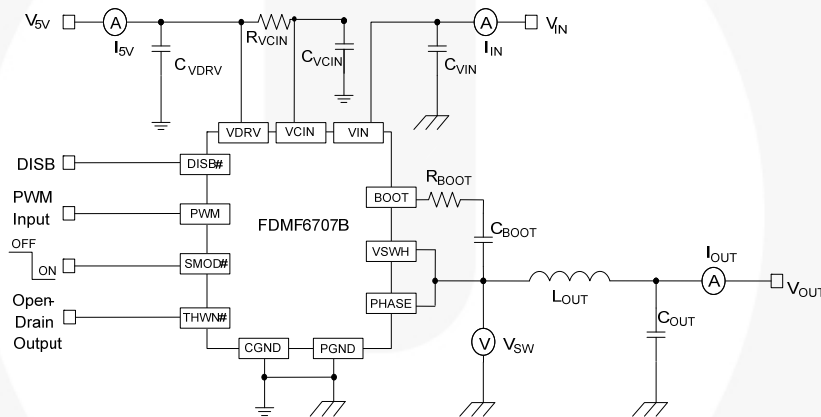 V5V
A
I5V
RVCIN
CVDRV
CVCIN
CVIN
A
IIN
VIN
VDRV
VCIN
VIN
DISB
DISB#
PWM
Input
PWM
OFF
ON
SMOD#
Open-
Drain
Output
THWN#
FDMF6707B
BOOT
RBOOT
CBOOT
VSWH
PHASE
CGND
PGND
V
VSW
LOUT
IOUT
A
VOUT
COUT